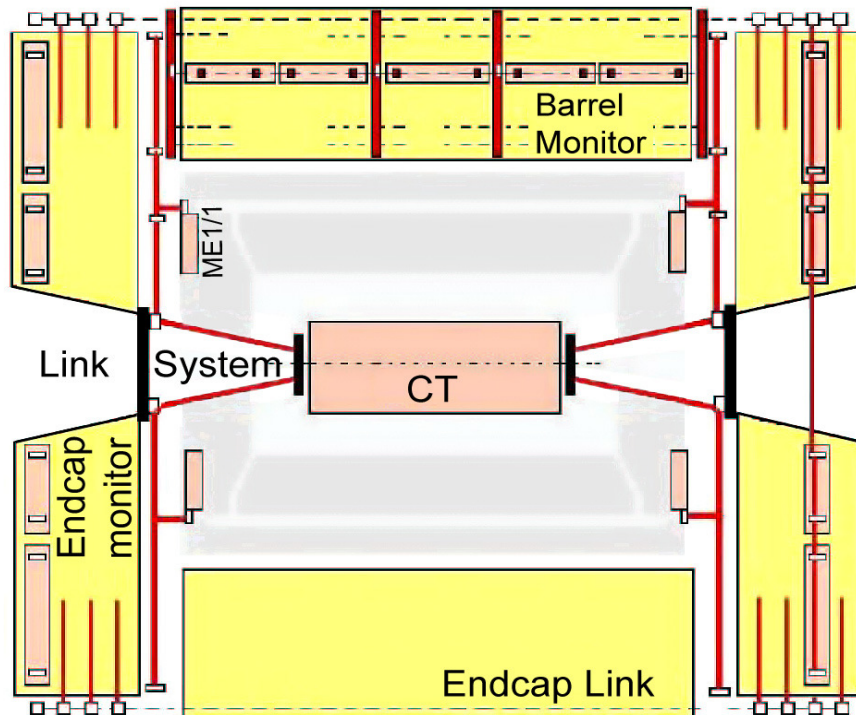 Barrel
Monitor
ME1/1
Link
System
CT
Endcap
monitor
Endcap Link